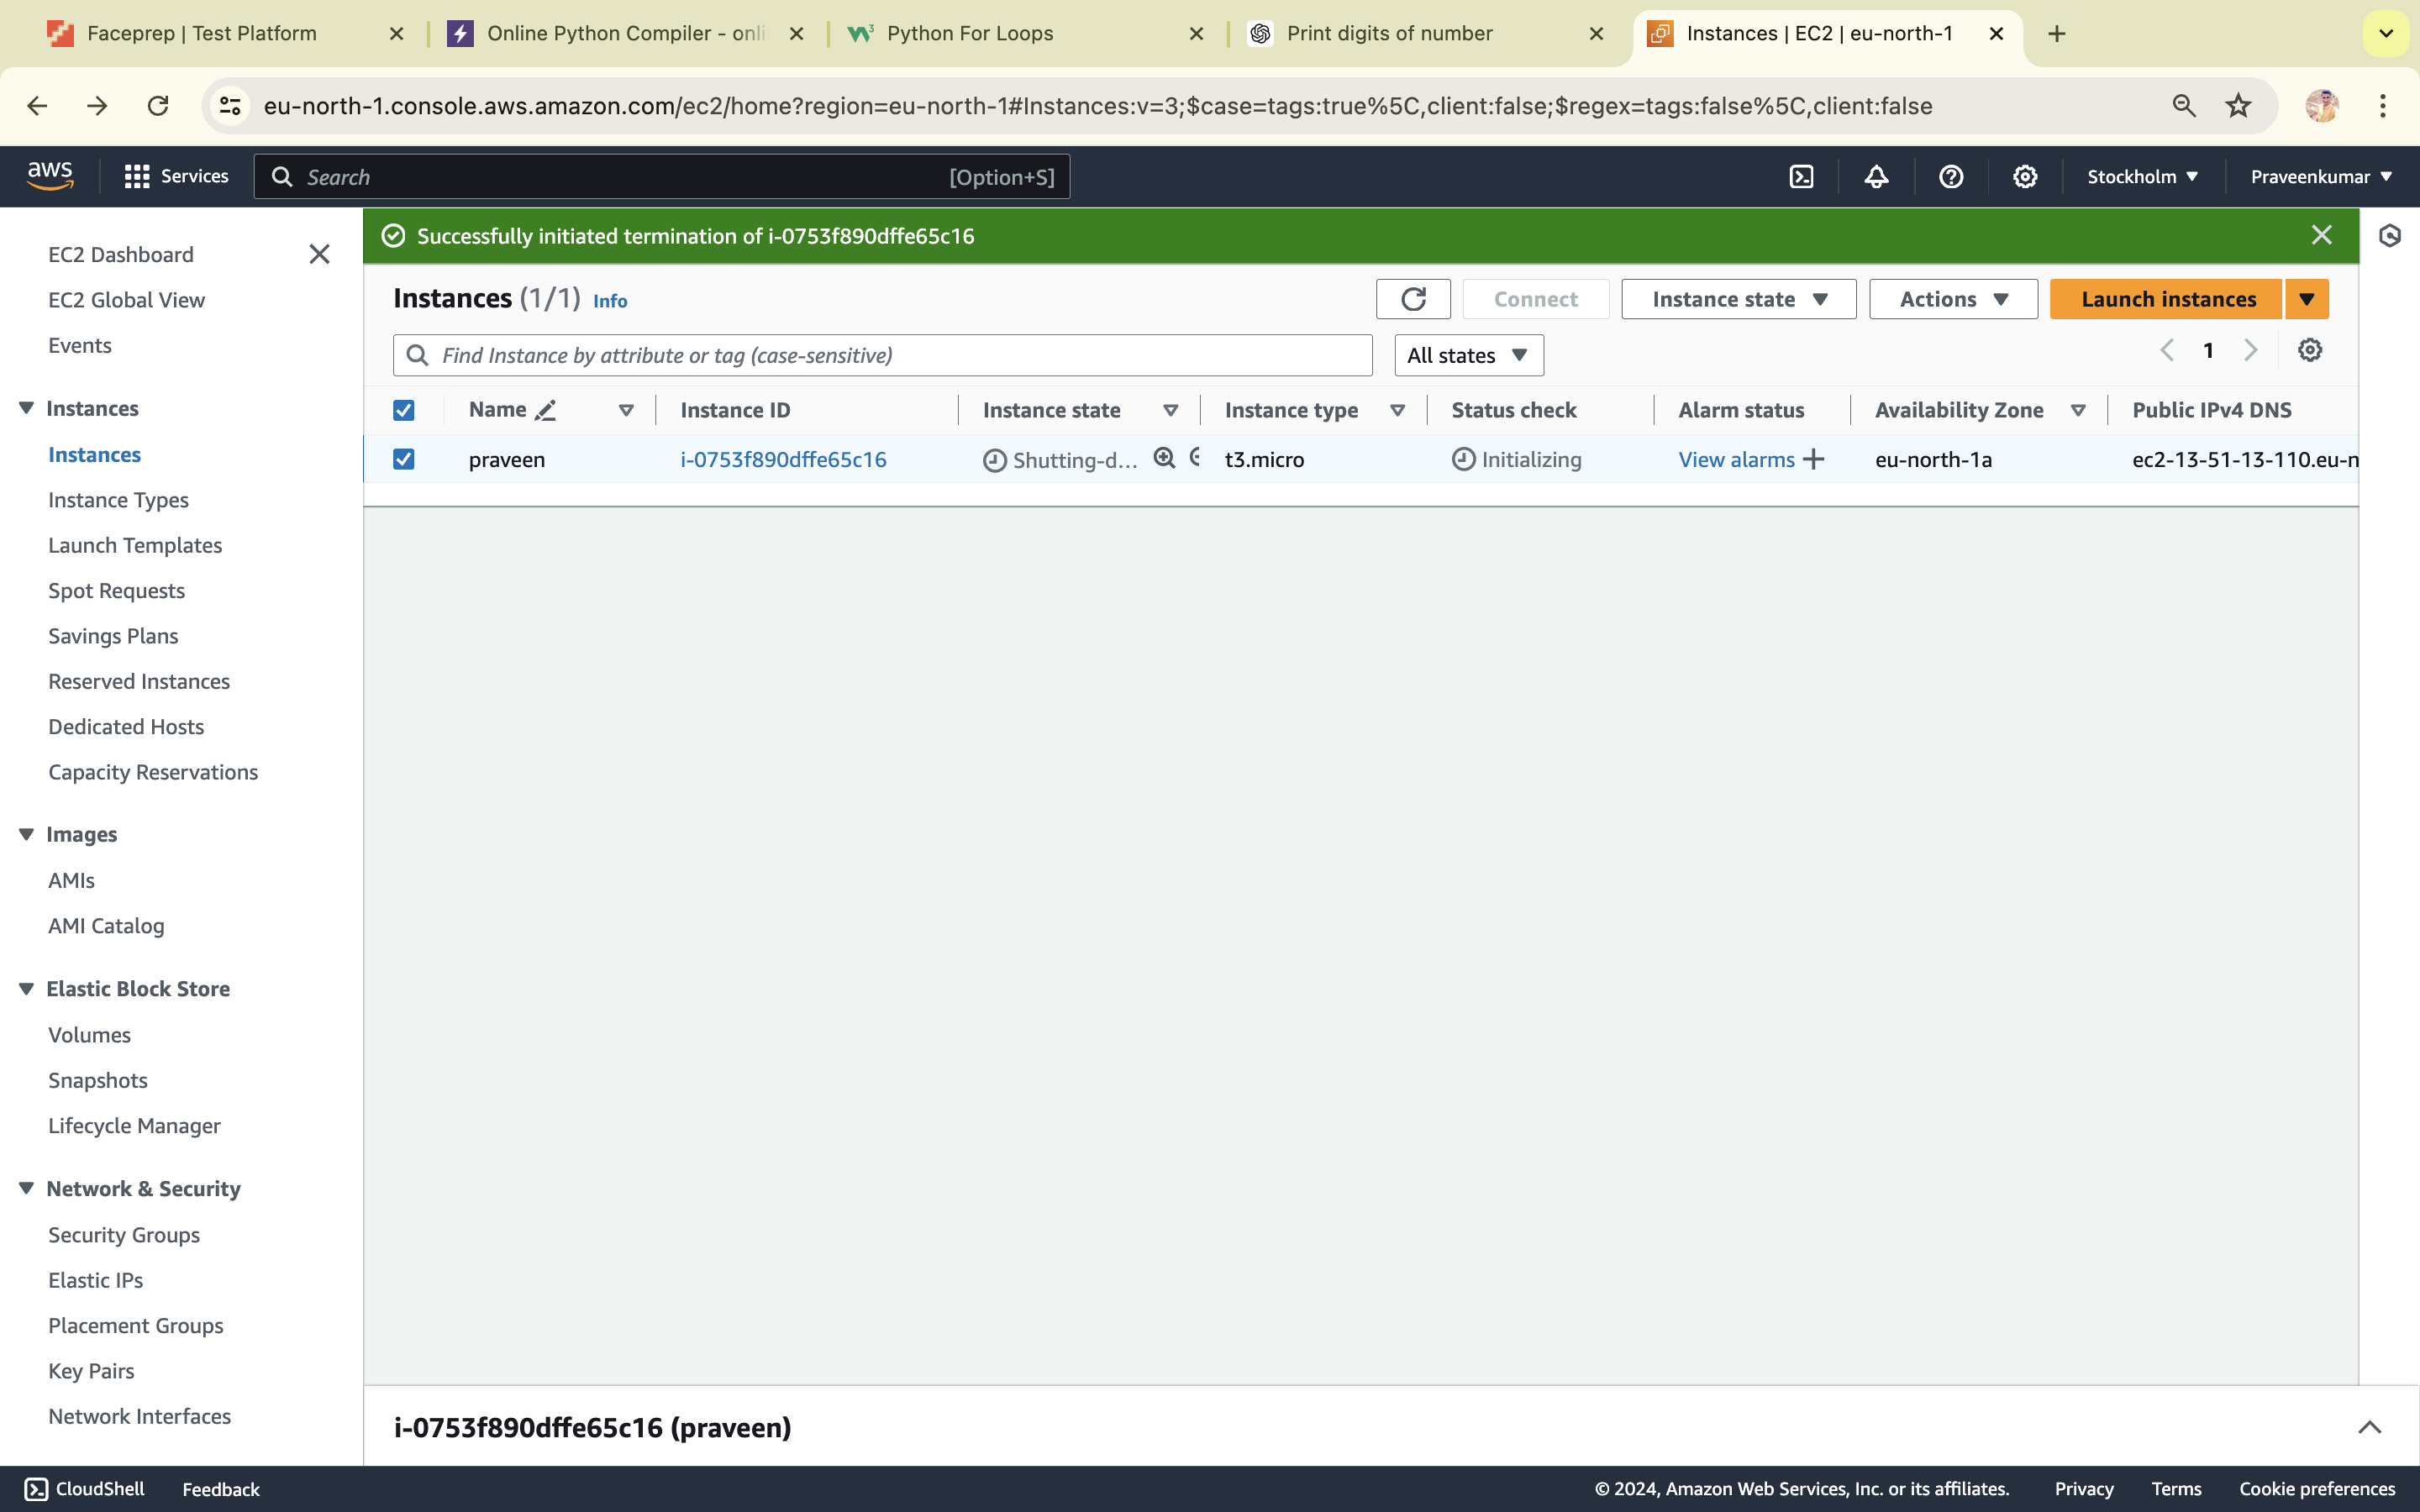 Faceprep | Test Platform
Online Python Compiler - onli
Python For Loops
Print digits of number
Instances | EC2 | eu-north-1
eu-north-1.console.aws.amazon.com/ec2/home?region=eu-north-1#Instances:v=3;$case=tags:true%5C,client:false;$regex=tags:false%5C,client:false
aws
Services
Search
[Option+S]
Stockholm
Praveenkumar
EC2 Dashboard
EC2 Global View
Events
Instances
Instances
Instance Types
Launch Templates
Spot Requests
Savings Plans
Reserved Instances
Dedicated Hosts
Capacity Reservations
Images
AMIs
AMI Catalog
Elastic Block Store
Volumes
Snapshots
Lifecycle Manager
Network & Security
Security Groups
Elastic IPs
Placement Groups
Key Pairs
Network Interfaces
Successfully initiated termination of i-0753f890dffe65c16
Instances (1/1) Info
Connect
Instance state
Actions
Launch instances
Find Instance by attribute or tag (case-sensitive)
All states
1
Name Instance ID Instance state Instance type Status check Alarm status Availability Zone Public IPv4 DNS
praveen i-0753f890dffe65c16 Shutting-d... t3.micro Initializing View alarms + eu-north-1a ec2-13-51-13-110.eu-n
i-0753f890dffe65c16 (praveen)
CloudShell
Feedback
© 2024, Amazon Web Services, Inc. or its affiliates.
Privacy
Terms
Cookie preferences